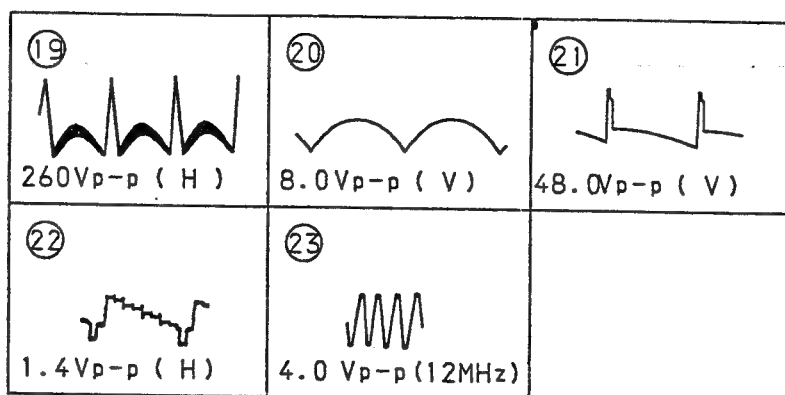 19
260Vp-p ( H )
20
8.0Vp-p ( V )
21
48.0Vp-p ( V )
22
1.4Vp-p ( H )
23
4.0 Vp-p(12MHz)